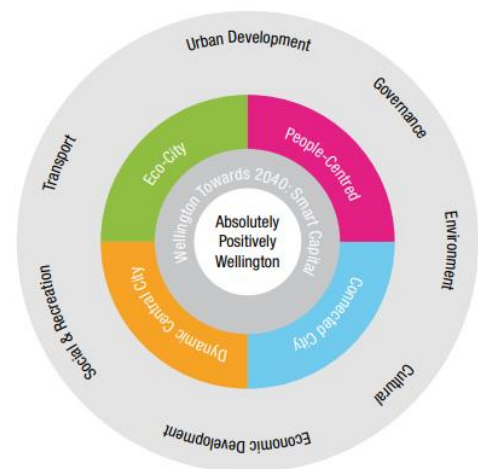 Urban Development
Governance
Environment
Cultural
Economic Development
Social & Recreation
Transport
Eco-City
People-Centred
Connected City
Dynamic Central City
Wellington Towards 2040: Smart Capital
Absolutely
Positively
Wellington